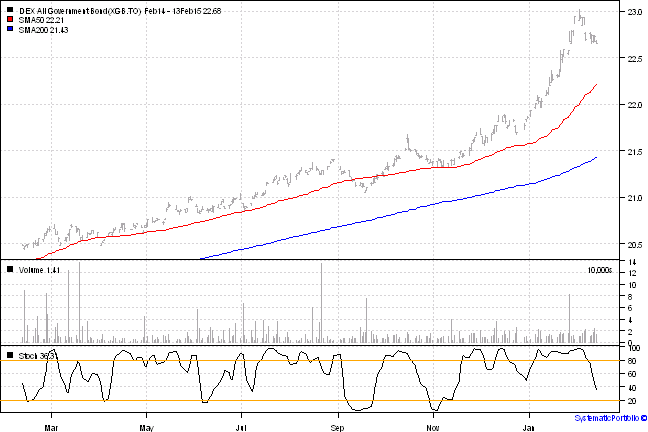 DEX All Government Bond(XGB.TO) Feb14 - 13Feb15 22.68
SMA50 22.21
SMA200 21.43
23.0
22.5
22.0
21.5
21.0
20.5
Volume 1.41
10,000s
14
12
10
8
6
4
2
0
Stoch 36.3
100
80
60
40
20
Mar May Jul Sep Nov Jan
SystematicPortfolio ©